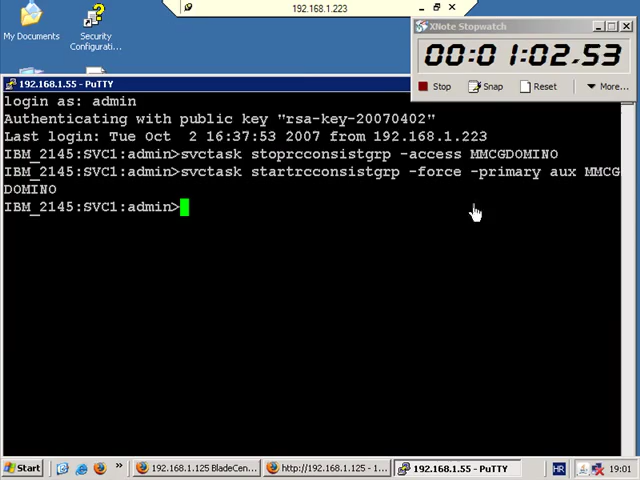 192.168.1.223
My Documents
Security
Configurati...
XNote Stopwatch
00:01:02.53
Stop
Snap
Reset
More...
192.168.1.55 - PuTTY
login as: admin
Authenticating with public key "rsa-key-20070402"
Last login: Tue Oct  2 16:37:53 2007 from 192.168.1.223
IBM_2145:SVC1:admin>svctask stoprcconsistgrp -access MMCGDOMINO
IBM_2145:SVC1:admin>svctask startrcconsistgrp -force -primary aux MMCG
DOMINO
IBM_2145:SVC1:admin>
Start
»
192.168.1.125 BladeCen...
http://192.168.1.124 - 1...
192.168.1.55 - PuTTY
HR
19:01